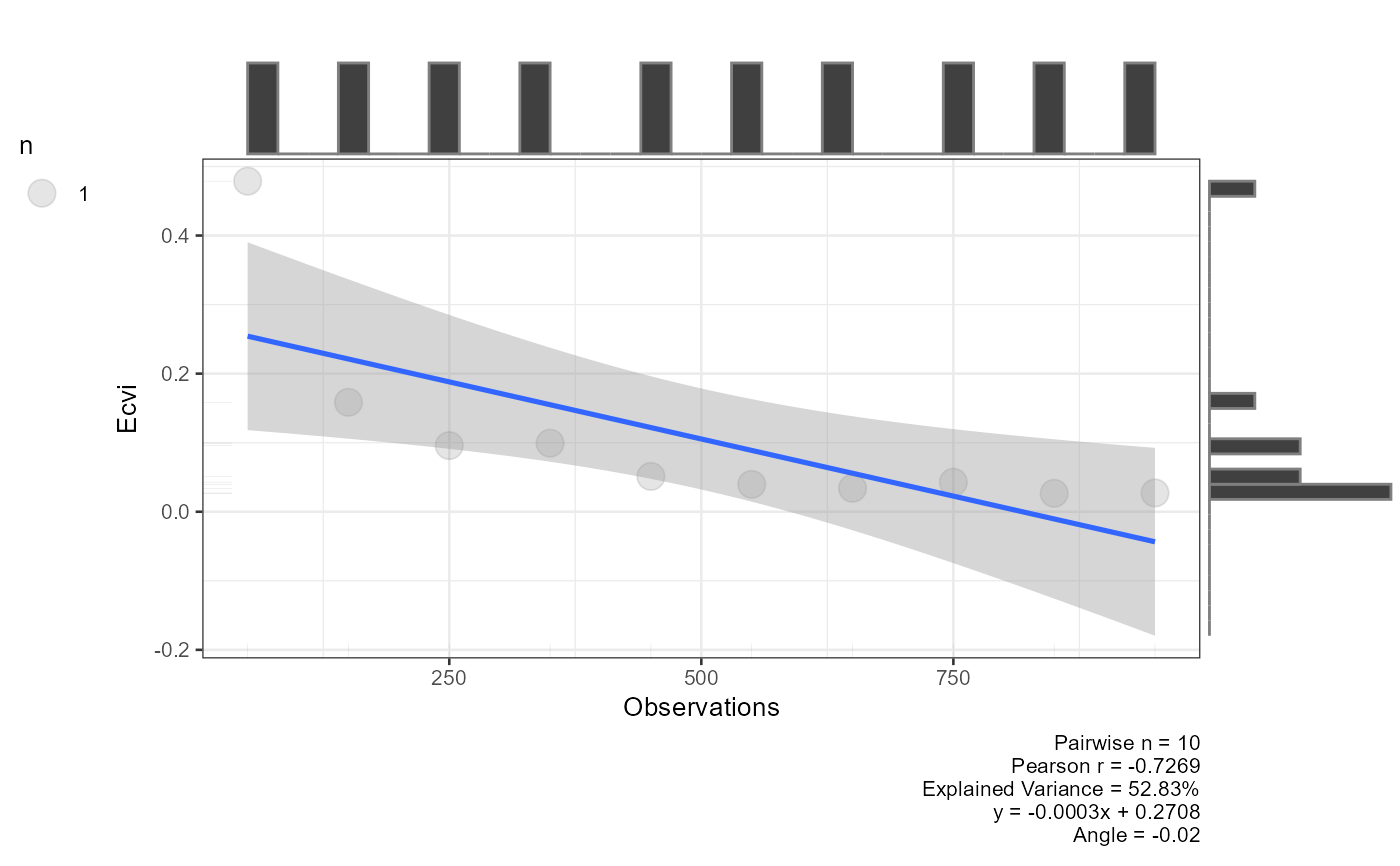 n
1
Ecvi
0.4
0.2
0.0
-0.2
250 500 750
Observations
Pairwise n = 10
Pearson r = -0.7269
Explained Variance = 52.83%
y = -0.0003x + 0.2708
Angle = -0.02